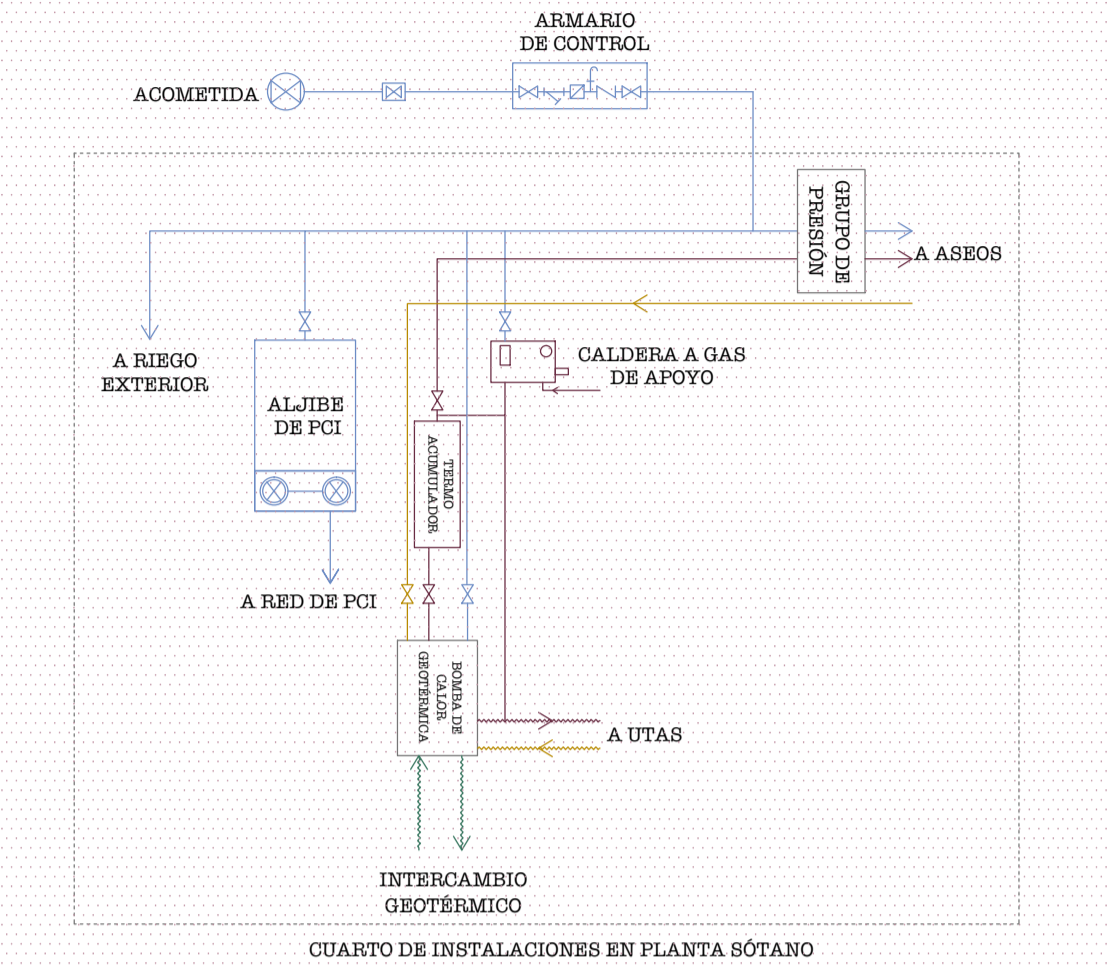 ARMARIO
DE CONTROL
ACOMETIDA
GRUPO DE
PRESIÓN
A ASEOS
A RIEGO
EXTERIOR
CALDERA A GAS
DE APOYO
ALJIBE
DE PCI
TERMO
ACUMULADOR
A RED DE PCI
BOMBA DE
CALOR
GEOTÉRMICA
A UTAS
INTERCAMBIO
GEOTÉRMICO
CUARTO DE INSTALACIONES EN PLANTA SÓTANO